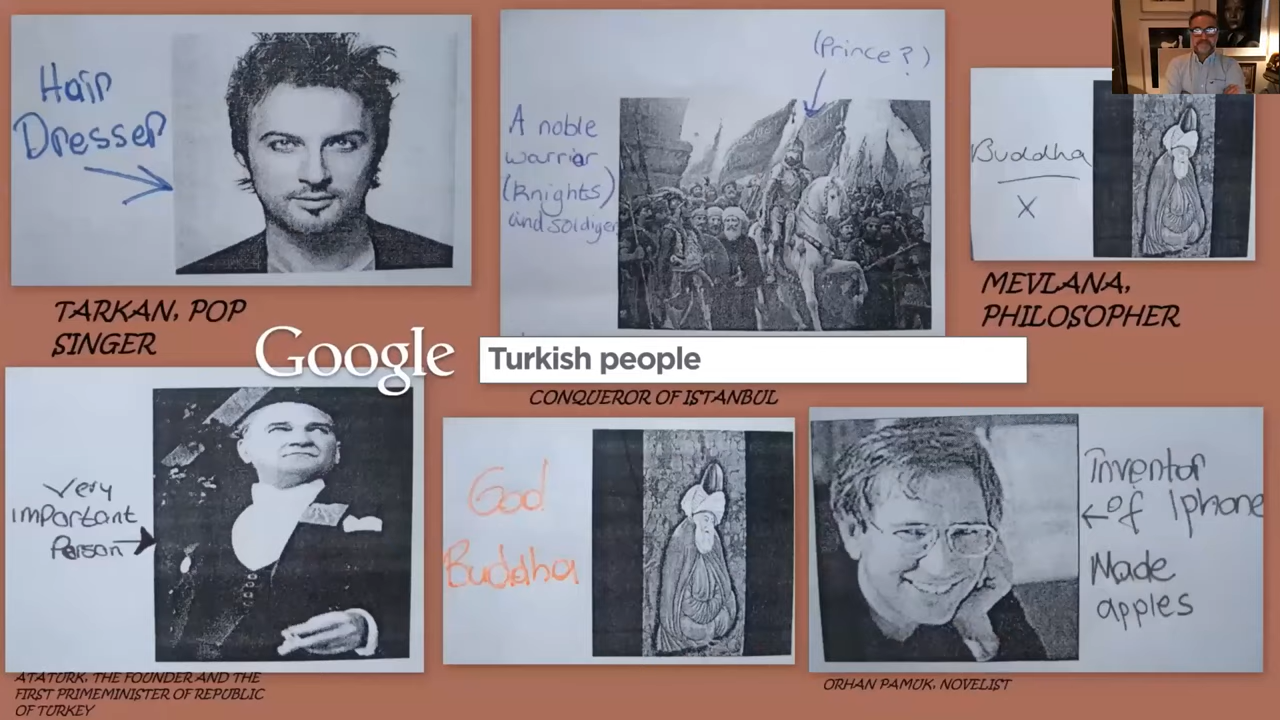 Hair
Dresser
TARKAN, POP
SINGER
(Prince?)
A noble
warrior
(Knights)
and soldiger
Buddha
X
MEVLANA,
PHILOSOPHER
Google
Turkish people
CONQUEROR OF ISTANBUL
Very
important
Person
ATATURK, THE FOUNDER AND THE
FIRST PRIMEMINISTER OF REPUBLIC
OF TURKEY
God
Buddha
Inventor
of Iphone
Made
apples
ORHAN PAMUK, NOVELIST